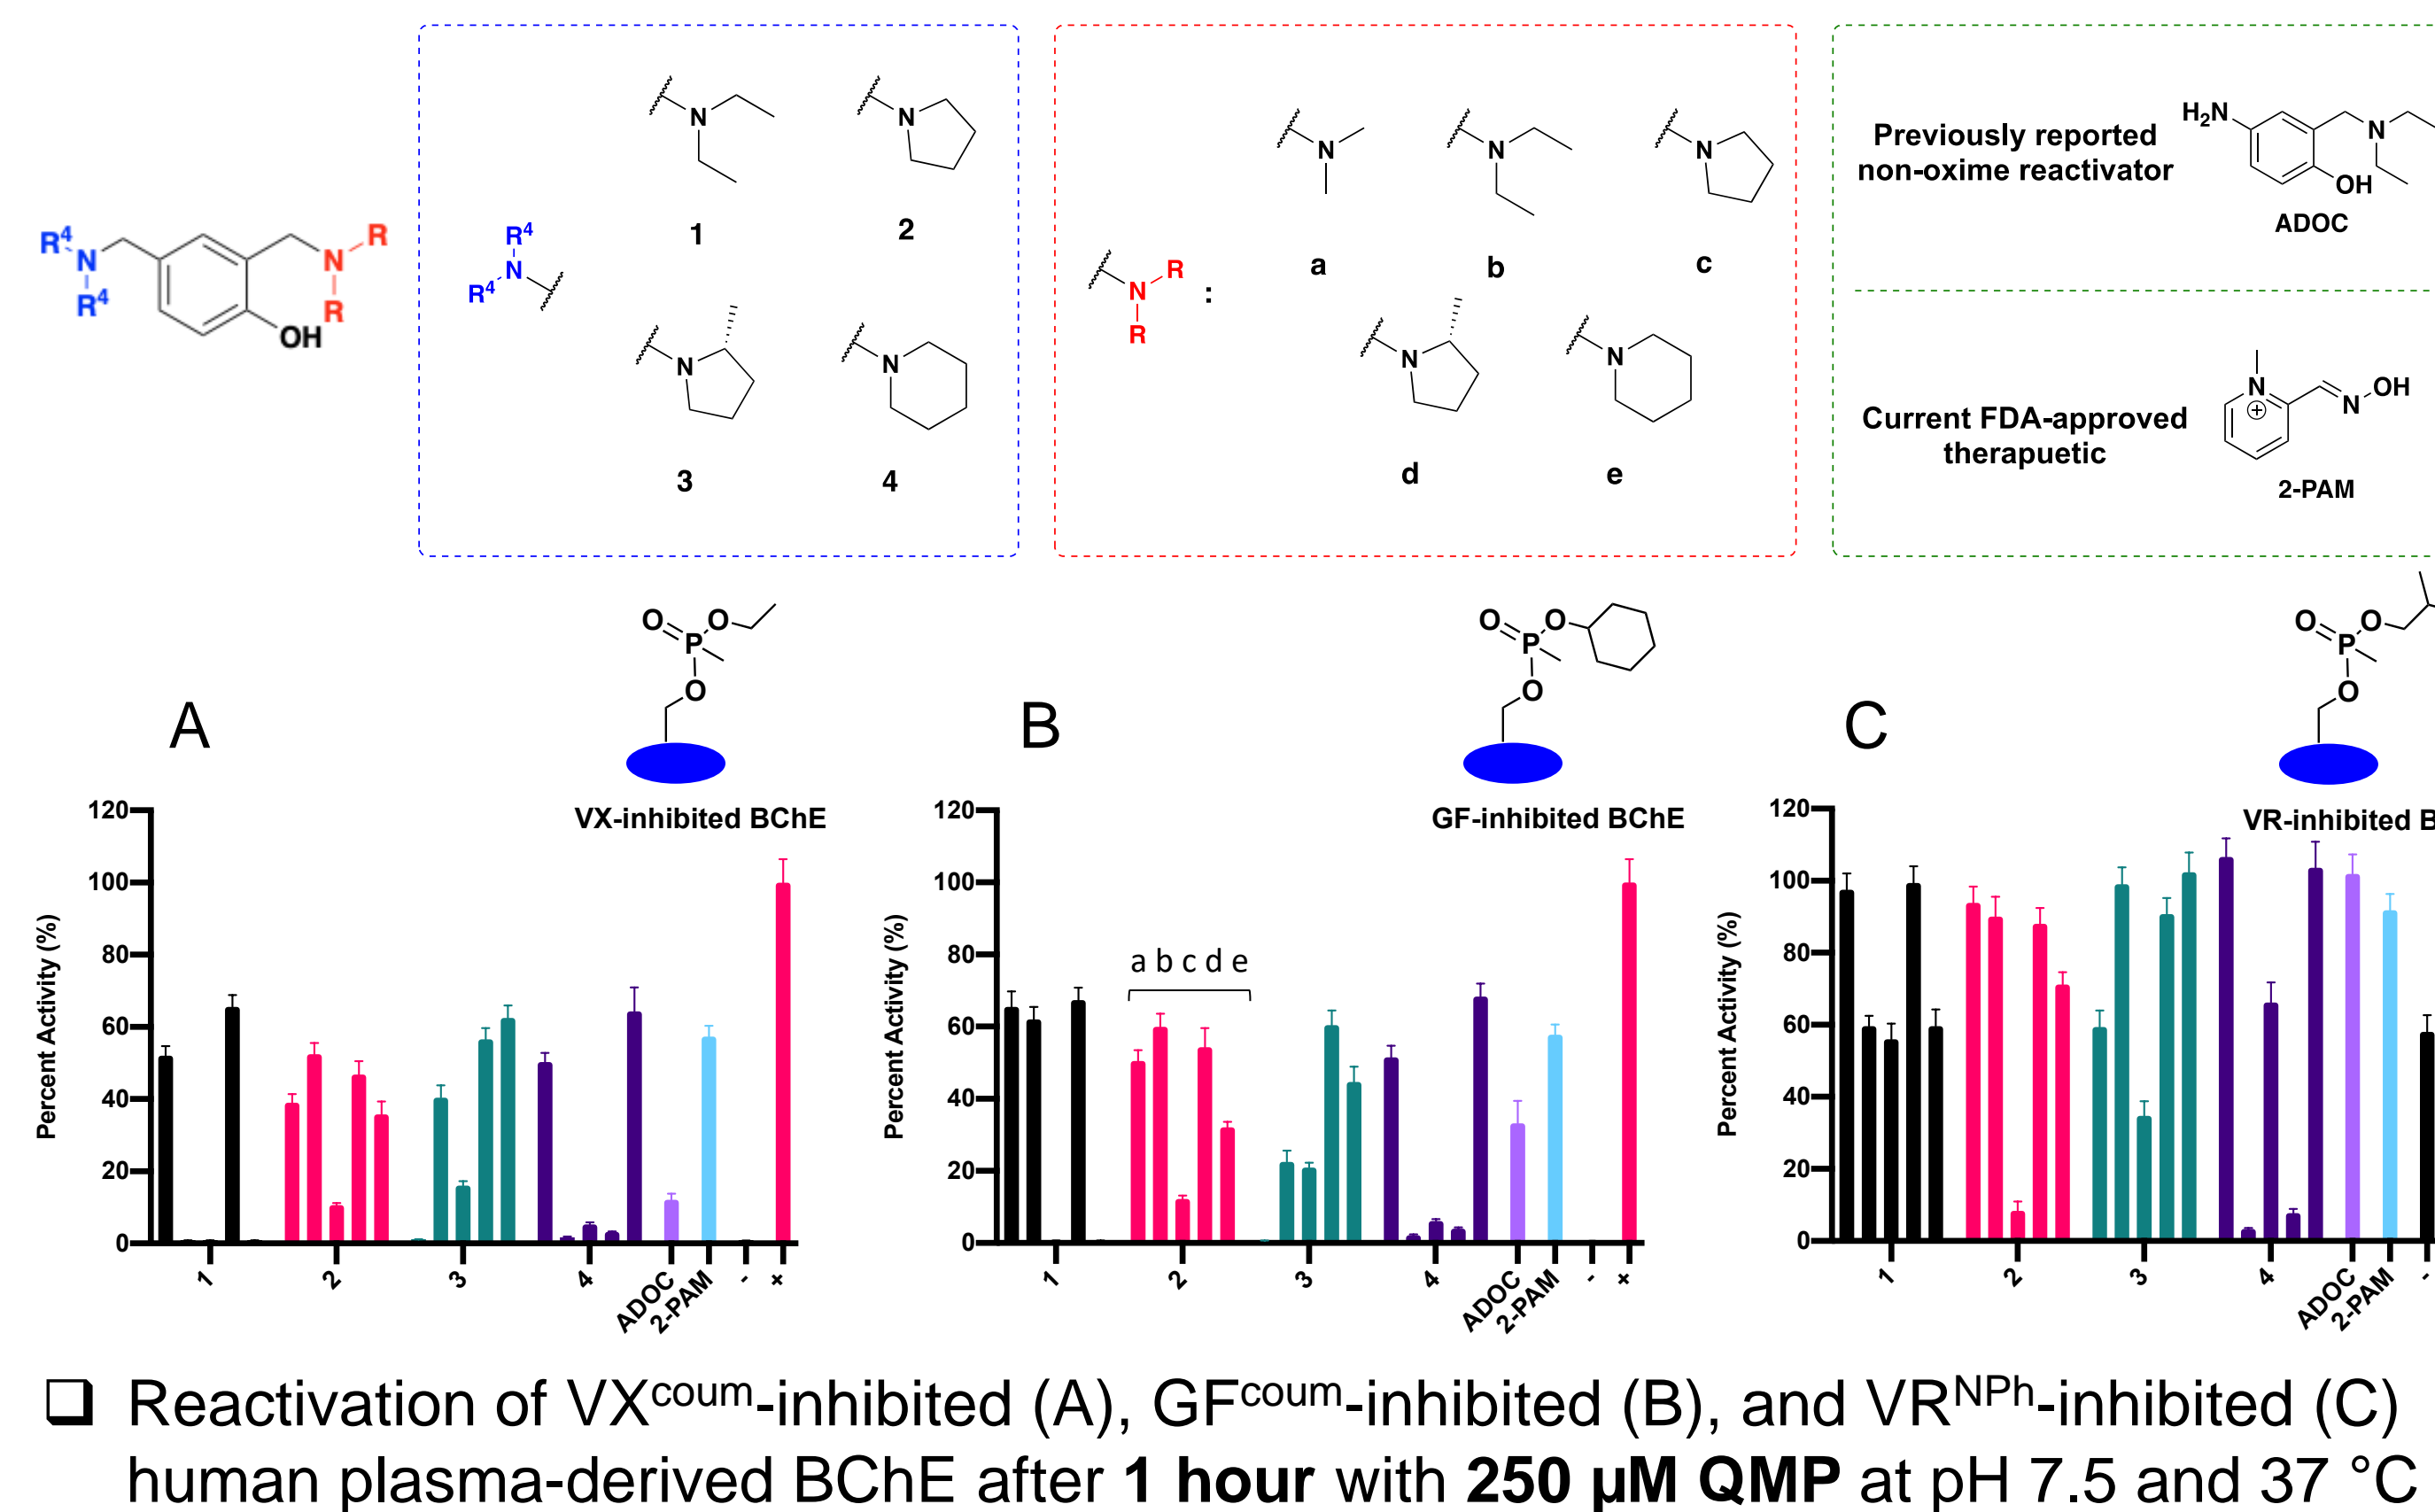 R⁴ N R⁴ OH N R R
R⁴ N R⁴
N
1
N
2
N
3
N
4
N R R :
N
a
N
b
N
c
N
d
N
e
Previously reported
non-oxime reactivator
H₂N N OH
ADOC
Current FDA-approved
therapuetic
N ⊕ N OH
2-PAM
A
O P O O
VX-inhibited BChE
Percent Activity (%)
120
100
80
60
40
20
0
1 2 3 4 ADOC 2-PAM - +
B
O P O O
GF-inhibited BChE
Percent Activity (%)
120
100
80
60
40
20
0
a b c d e
1 2 3 4 ADOC 2-PAM - +
C
O P O O
VR-inhibited B
Percent Activity (%)
120
100
80
60
40
20
0
1 2 3 4 ADOC 2-PAM -
❑ Reactivation of VXᶜᵒᵘᵐ-inhibited (A), GFᶜᵒᵘᵐ-inhibited (B), and VRᴺᴾʰ-inhibited (C)
human plasma-derived BChE after 1 hour with 250 µM QMP at pH 7.5 and 37 °C